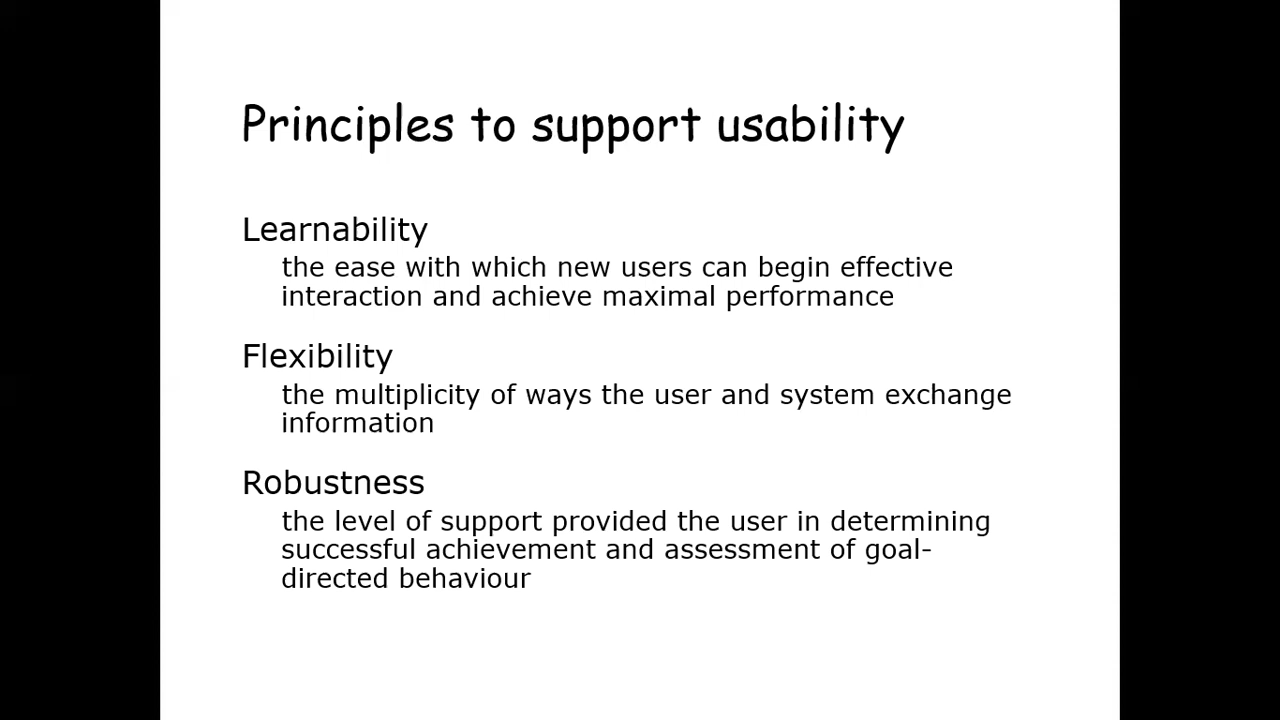 Principles to support usability
Learnability
the ease with which new users can begin effective
interaction and achieve maximal performance
Flexibility
the multiplicity of ways the user and system exchange
information
Robustness
the level of support provided the user in determining
successful achievement and assessment of goal-
directed behaviour